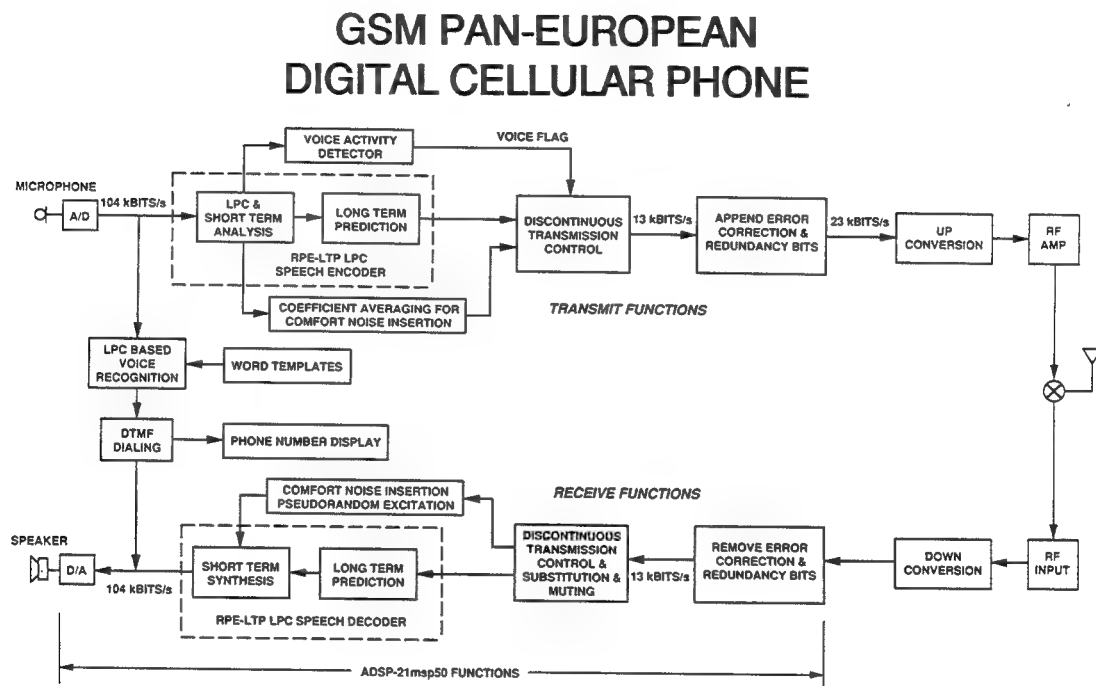 GSM PAN-EUROPEAN
DIGITAL CELLULAR PHONE
VOICE ACTIVITY
DETECTOR
VOICE FLAG
MICROPHONE
104 kBITS/s
A/D
LPC &
SHORT TERM
ANALYSIS
LONG TERM
PREDICTION
RPE-LTP LPC
SPEECH ENCODER
DISCONTINUOUS
TRANSMISSION
CONTROL
13 kBITS/s
APPEND ERROR
CORRECTION &
REDUNDANCY BITS
23 kBITS/s
UP
CONVERSION
RF
AMP
COEFFICIENT AVERAGING FOR
COMFORT NOISE INSERTION
TRANSMIT FUNCTIONS
LPC BASED
VOICE
RECOGNITION
WORD TEMPLATES
DTMF
DIALING
PHONE NUMBER DISPLAY
COMFORT NOISE INSERTION
PSEUDORANDOM EXCITATION
RECEIVE FUNCTIONS
SPEAKER
D/A
104 kBITS/s
SHORT TERM
SYNTHESIS
LONG TERM
PREDICTION
RPE-LTP LPC SPEECH DECODER
DISCONTINUOUS
TRANSMISSION
CONTROL &
SUBSTITUTION &
MUTING
13 kBITS/s
REMOVE ERROR
CORRECTION &
REDUNDANCY BITS
DOWN
CONVERSION
RF
INPUT
ADSP-21msp50 FUNCTIONS